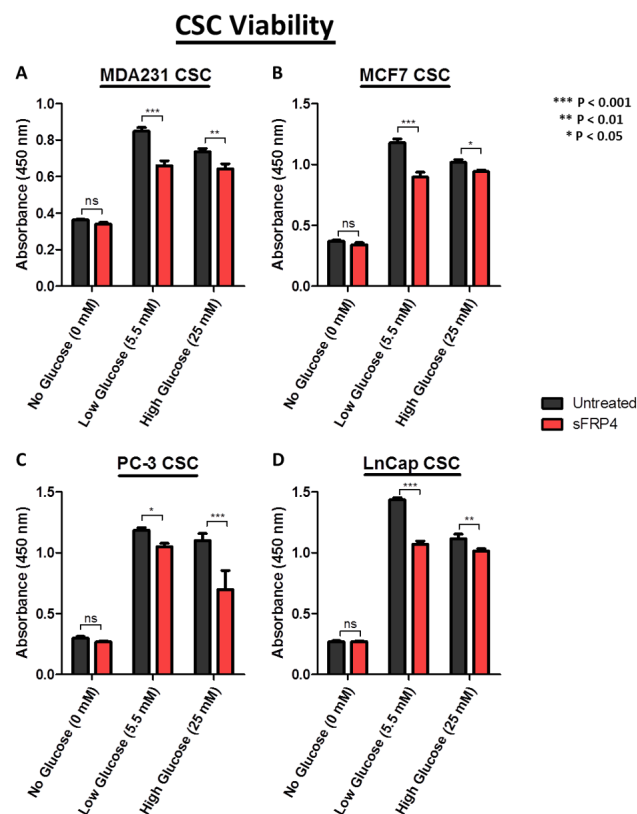 CSC Viability
A
MDA231 CSC
Absorbance (450 nm)
1.0
0.8
0.6
0.4
0.2
0.0
ns
***
**
No Glucose (0 mM)
Low Glucose (5.5 mM)
High Glucose (25 mM)
B
MCF7 CSC
Absorbance (450 nm)
1.5
1.0
0.5
0.0
ns
***
*
No Glucose (0 mM)
Low Glucose (5.5 mM)
High Glucose (25 mM)
*** P < 0.001
** P < 0.01
* P < 0.05
Untreated
sFRP4
C
PC-3 CSC
Absorbance (450 nm)
1.5
1.0
0.5
0.0
ns
*
***
No Glucose (0 mM)
Low Glucose (5.5 mM)
High Glucose (25 mM)
D
LnCap CSC
Absorbance (450 nm)
1.5
1.0
0.5
0.0
ns
***
**
No Glucose (0 mM)
Low Glucose (5.5 mM)
High Glucose (25 mM)